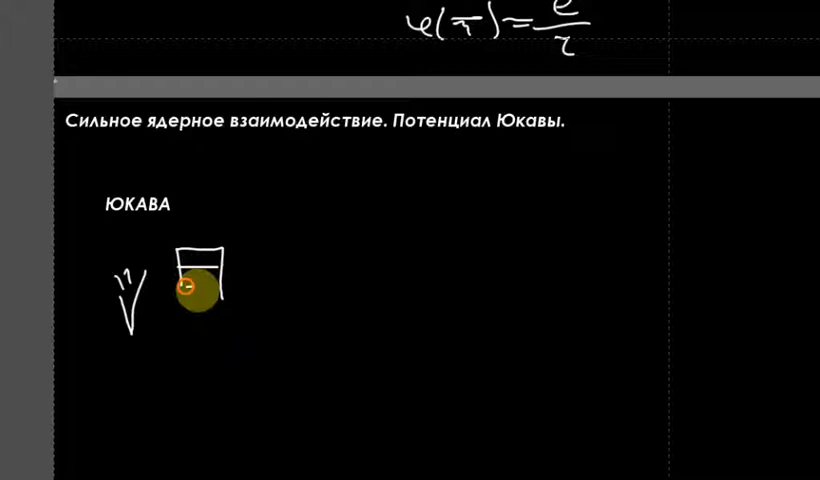 φ(r) = e/r
Сильное ядерное взаимодействие. Потенциал Юкавы.
ЮКАВА